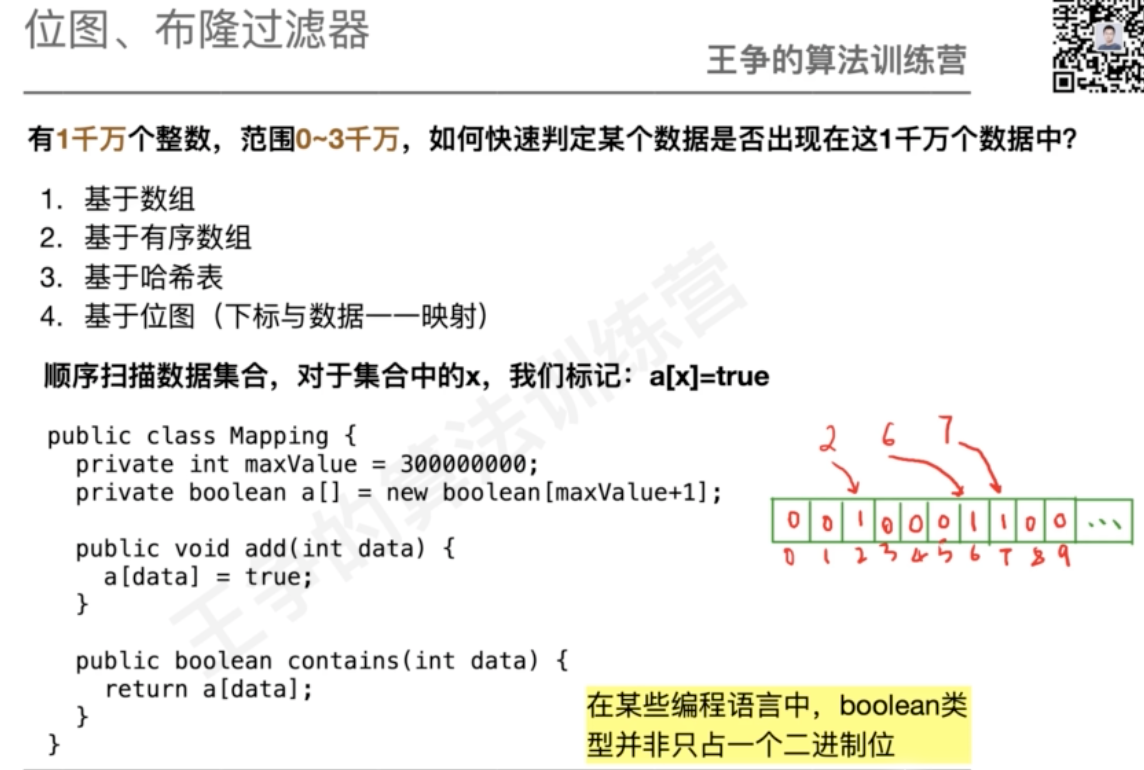 位图、布隆过滤器
王争的算法训练营
有1千万个整数，范围0~3千万，如何快速判定某个数据是否出现在这1千万个数据中？
1. 基于数组
2. 基于有序数组
3. 基于哈希表
4. 基于位图（下标与数据一一映射）
顺序扫描数据集合，对于集合中的x，我们标记：a[x]=true
public class Mapping {
  private int maxValue = 300000000;
  private boolean a[] = new boolean[maxValue+1];
  public void add(int data) {
    a[data] = true;
  }
  public boolean contains(int data) {
    return a[data];
  }
}
2 6 7
0 0 1 0 0 0 1 1 0 0 ...
0 1 2 3 4 5 6 7 8 9
在某些编程语言中，boolean类
型并非只占一个二进制位
王争的算法训练营